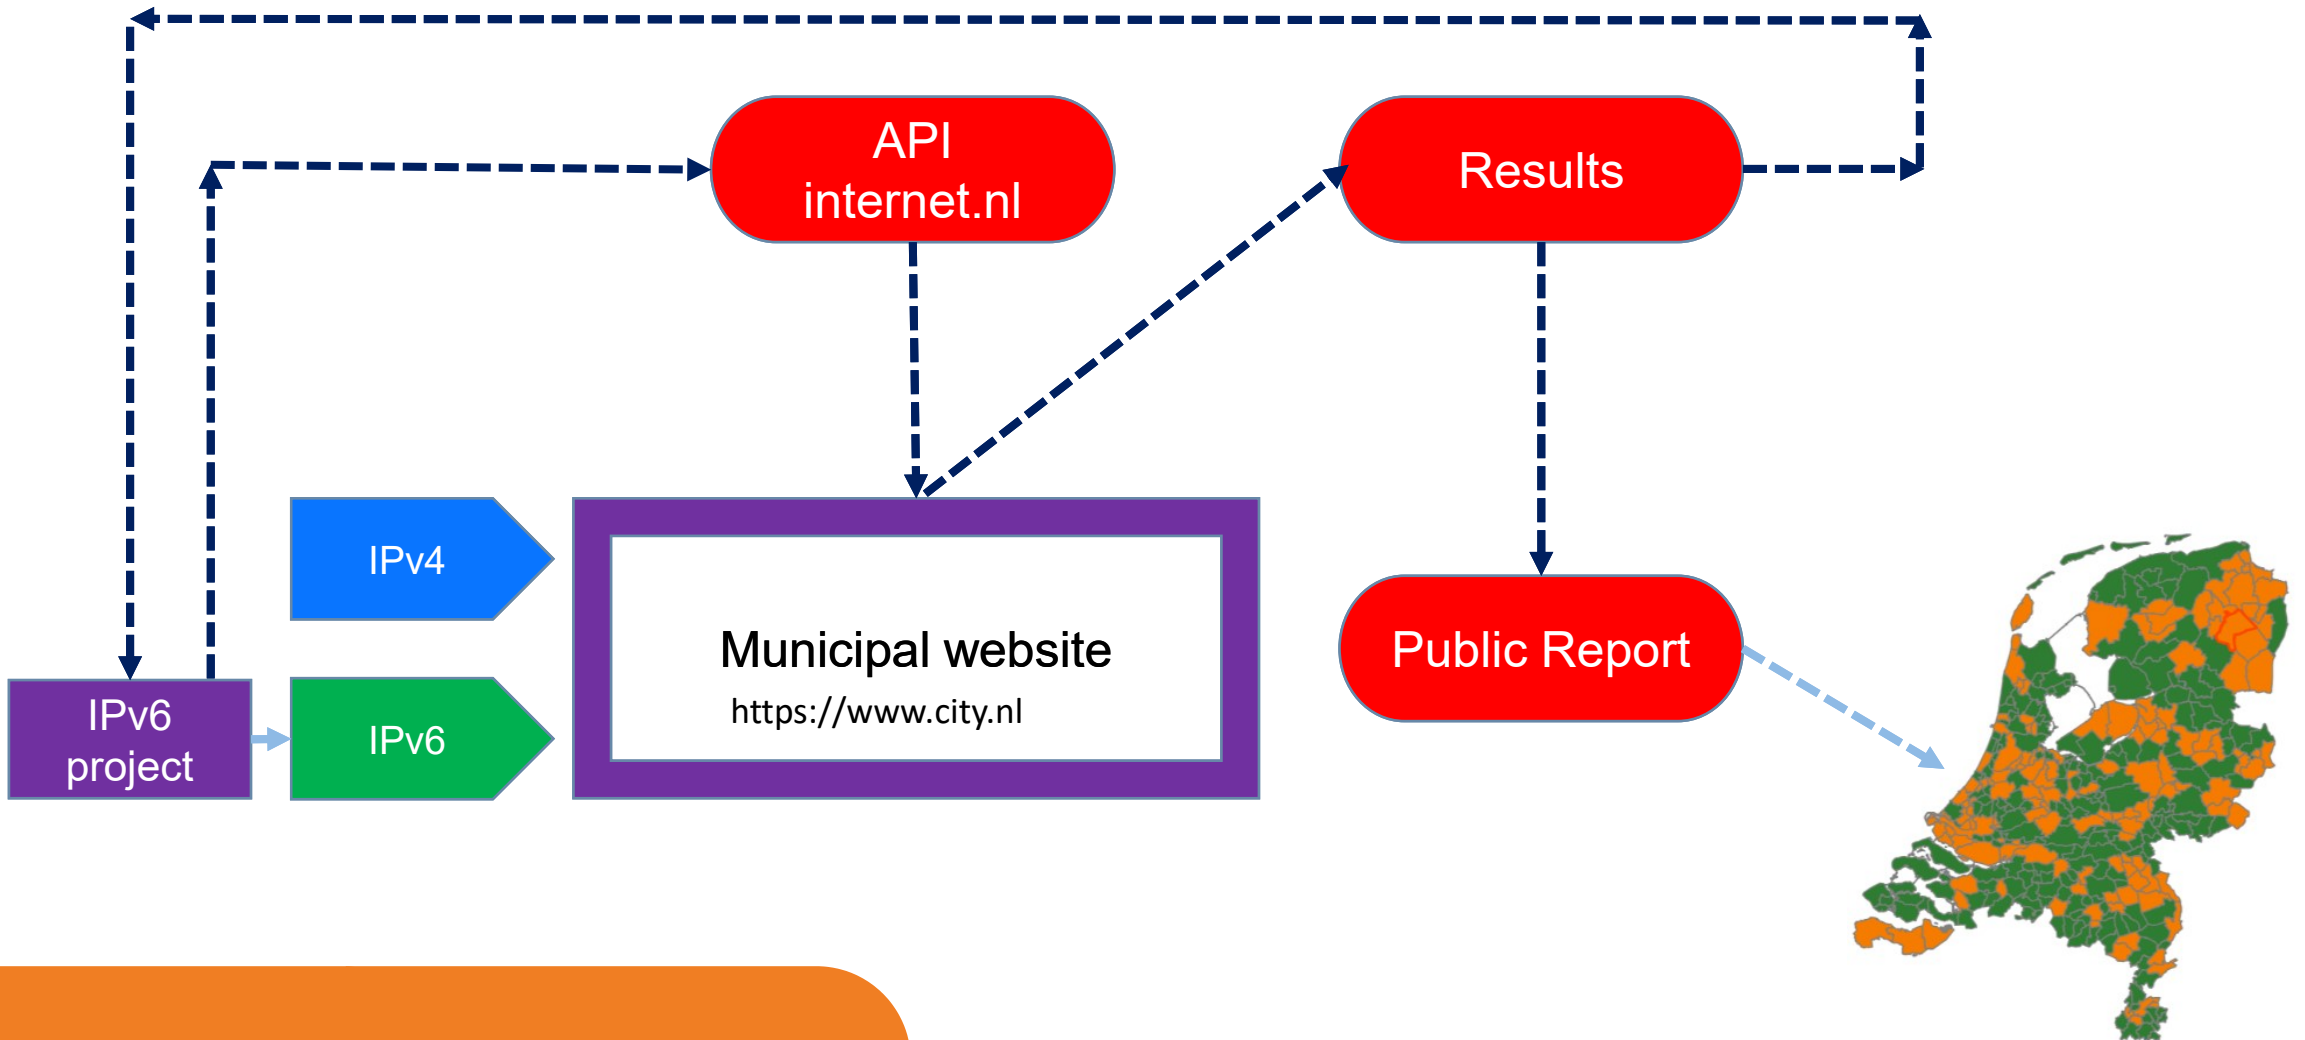 API
internet.nl
Results
IPv4
Municipal website
https://www.city.nl
Public Report
IPv6
project
IPv6